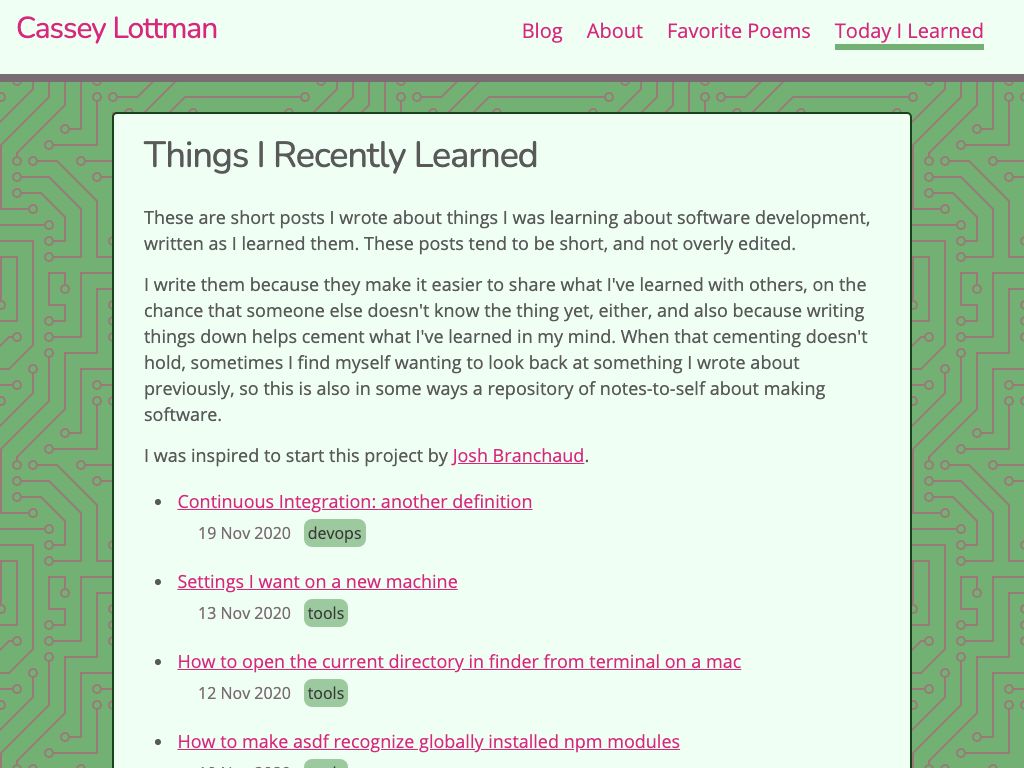 Cassey Lottman
Blog About Favorite Poems Today I Learned
Things I Recently Learned
These are short posts I wrote about things I was learning about software development,
written as I learned them. These posts tend to be short, and not overly edited.
I write them because they make it easier to share what I've learned with others, on the
chance that someone else doesn't know the thing yet, either, and also because writing
things down helps cement what I've learned in my mind. When that cementing doesn't
hold, sometimes I find myself wanting to look back at something I wrote about
previously, so this is also in some ways a repository of notes-to-self about making
software.
I was inspired to start this project by Josh Branchaud.
Continuous Integration: another definition
19 Nov 2020 devops
Settings I want on a new machine
13 Nov 2020 tools
How to open the current directory in finder from terminal on a mac
12 Nov 2020 tools
How to make asdf recognize globally installed npm modules